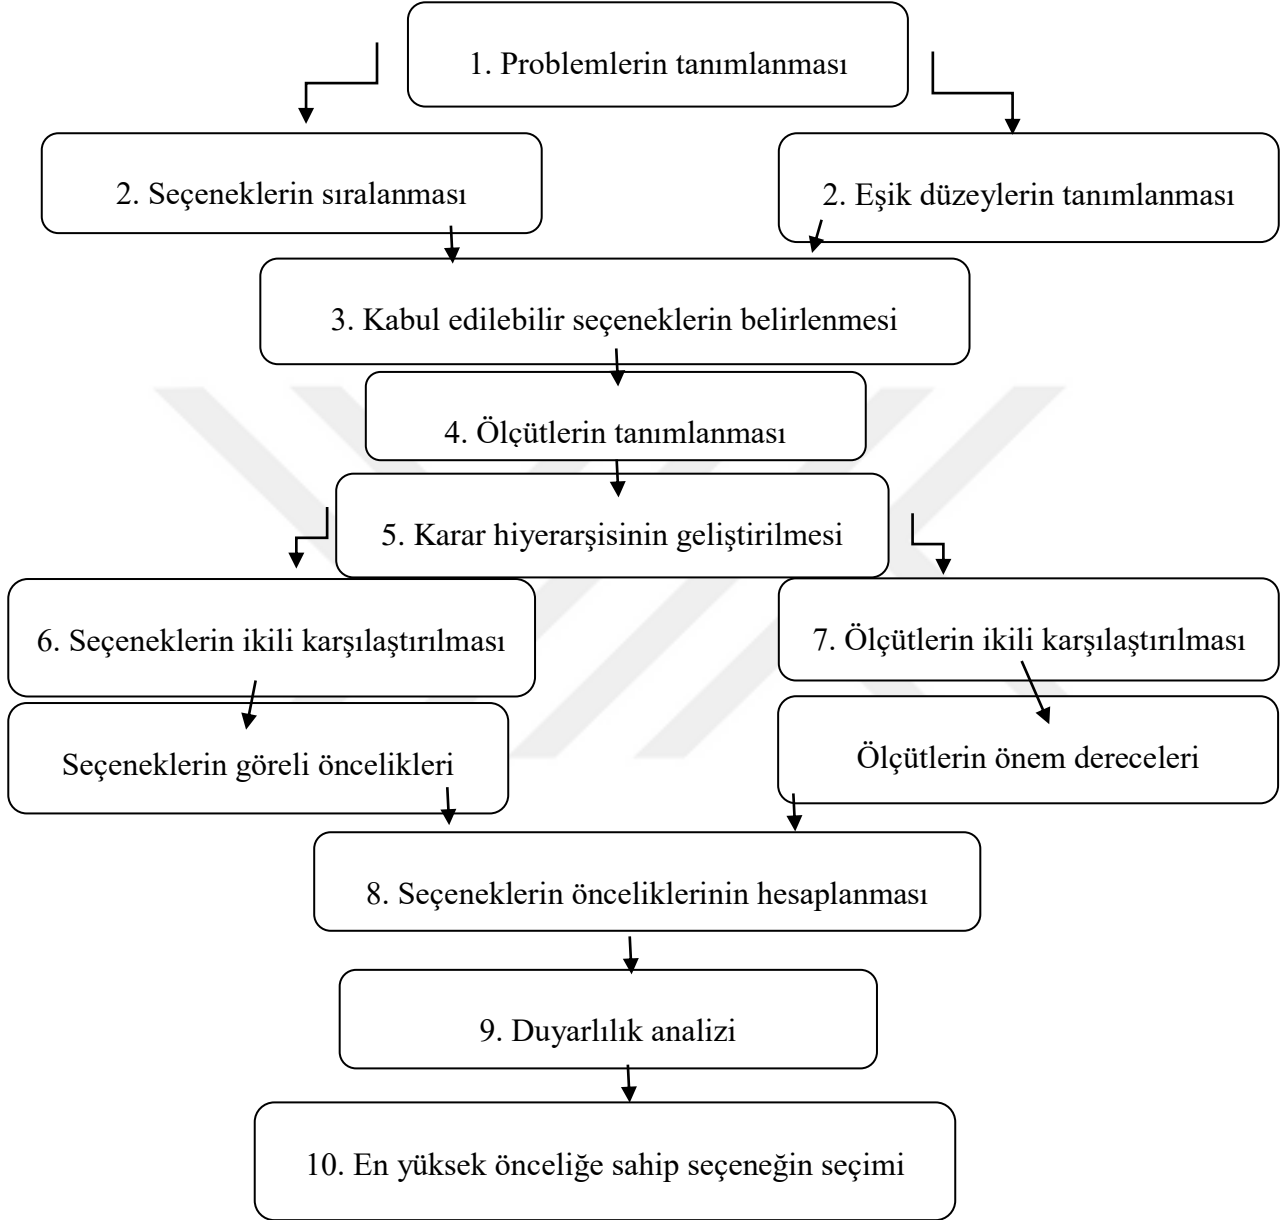 1. Problemlerin tanımlanması
2. Seçeneklerin sıralanması
2. Eşik düzeylerin tanımlanması
3. Kabul edilebilir seçeneklerin belirlenmesi
4. Ölçütlerin tanımlanması
5. Karar hiyerarşisinin geliştirilmesi
6. Seçeneklerin ikili karşılaştırılması
7. Ölçütlerin ikili karşılaştırılması
Seçeneklerin göreli öncelikleri
Ölçütlerin önem dereceleri
8. Seçeneklerin önceliklerinin hesaplanması
9. Duyarlılık analizi
10. En yüksek önceliğe sahip seçeneğin seçimi